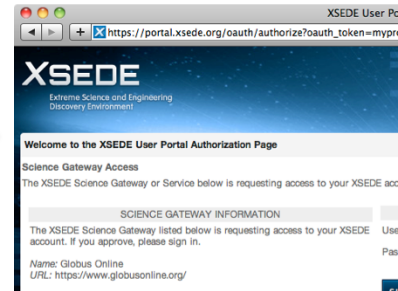 XSEDE User Po
https://portal.xsede.org/oauth/authorize?oauth_token=mypro
XSEDE
Extreme Science and Engineering
Discovery Environment
Welcome to the XSEDE User Portal Authorization Page
Science Gateway Access
The XSEDE Science Gateway or Service below is requesting access to your XSEDE acc
SCIENCE GATEWAY INFORMATION
The XSEDE Science Gateway listed below is requesting access to your XSEDE
account. If you approve, please sign in.
Use
Pas
Name: Globus Online
URL: https://www.globusonline.org/